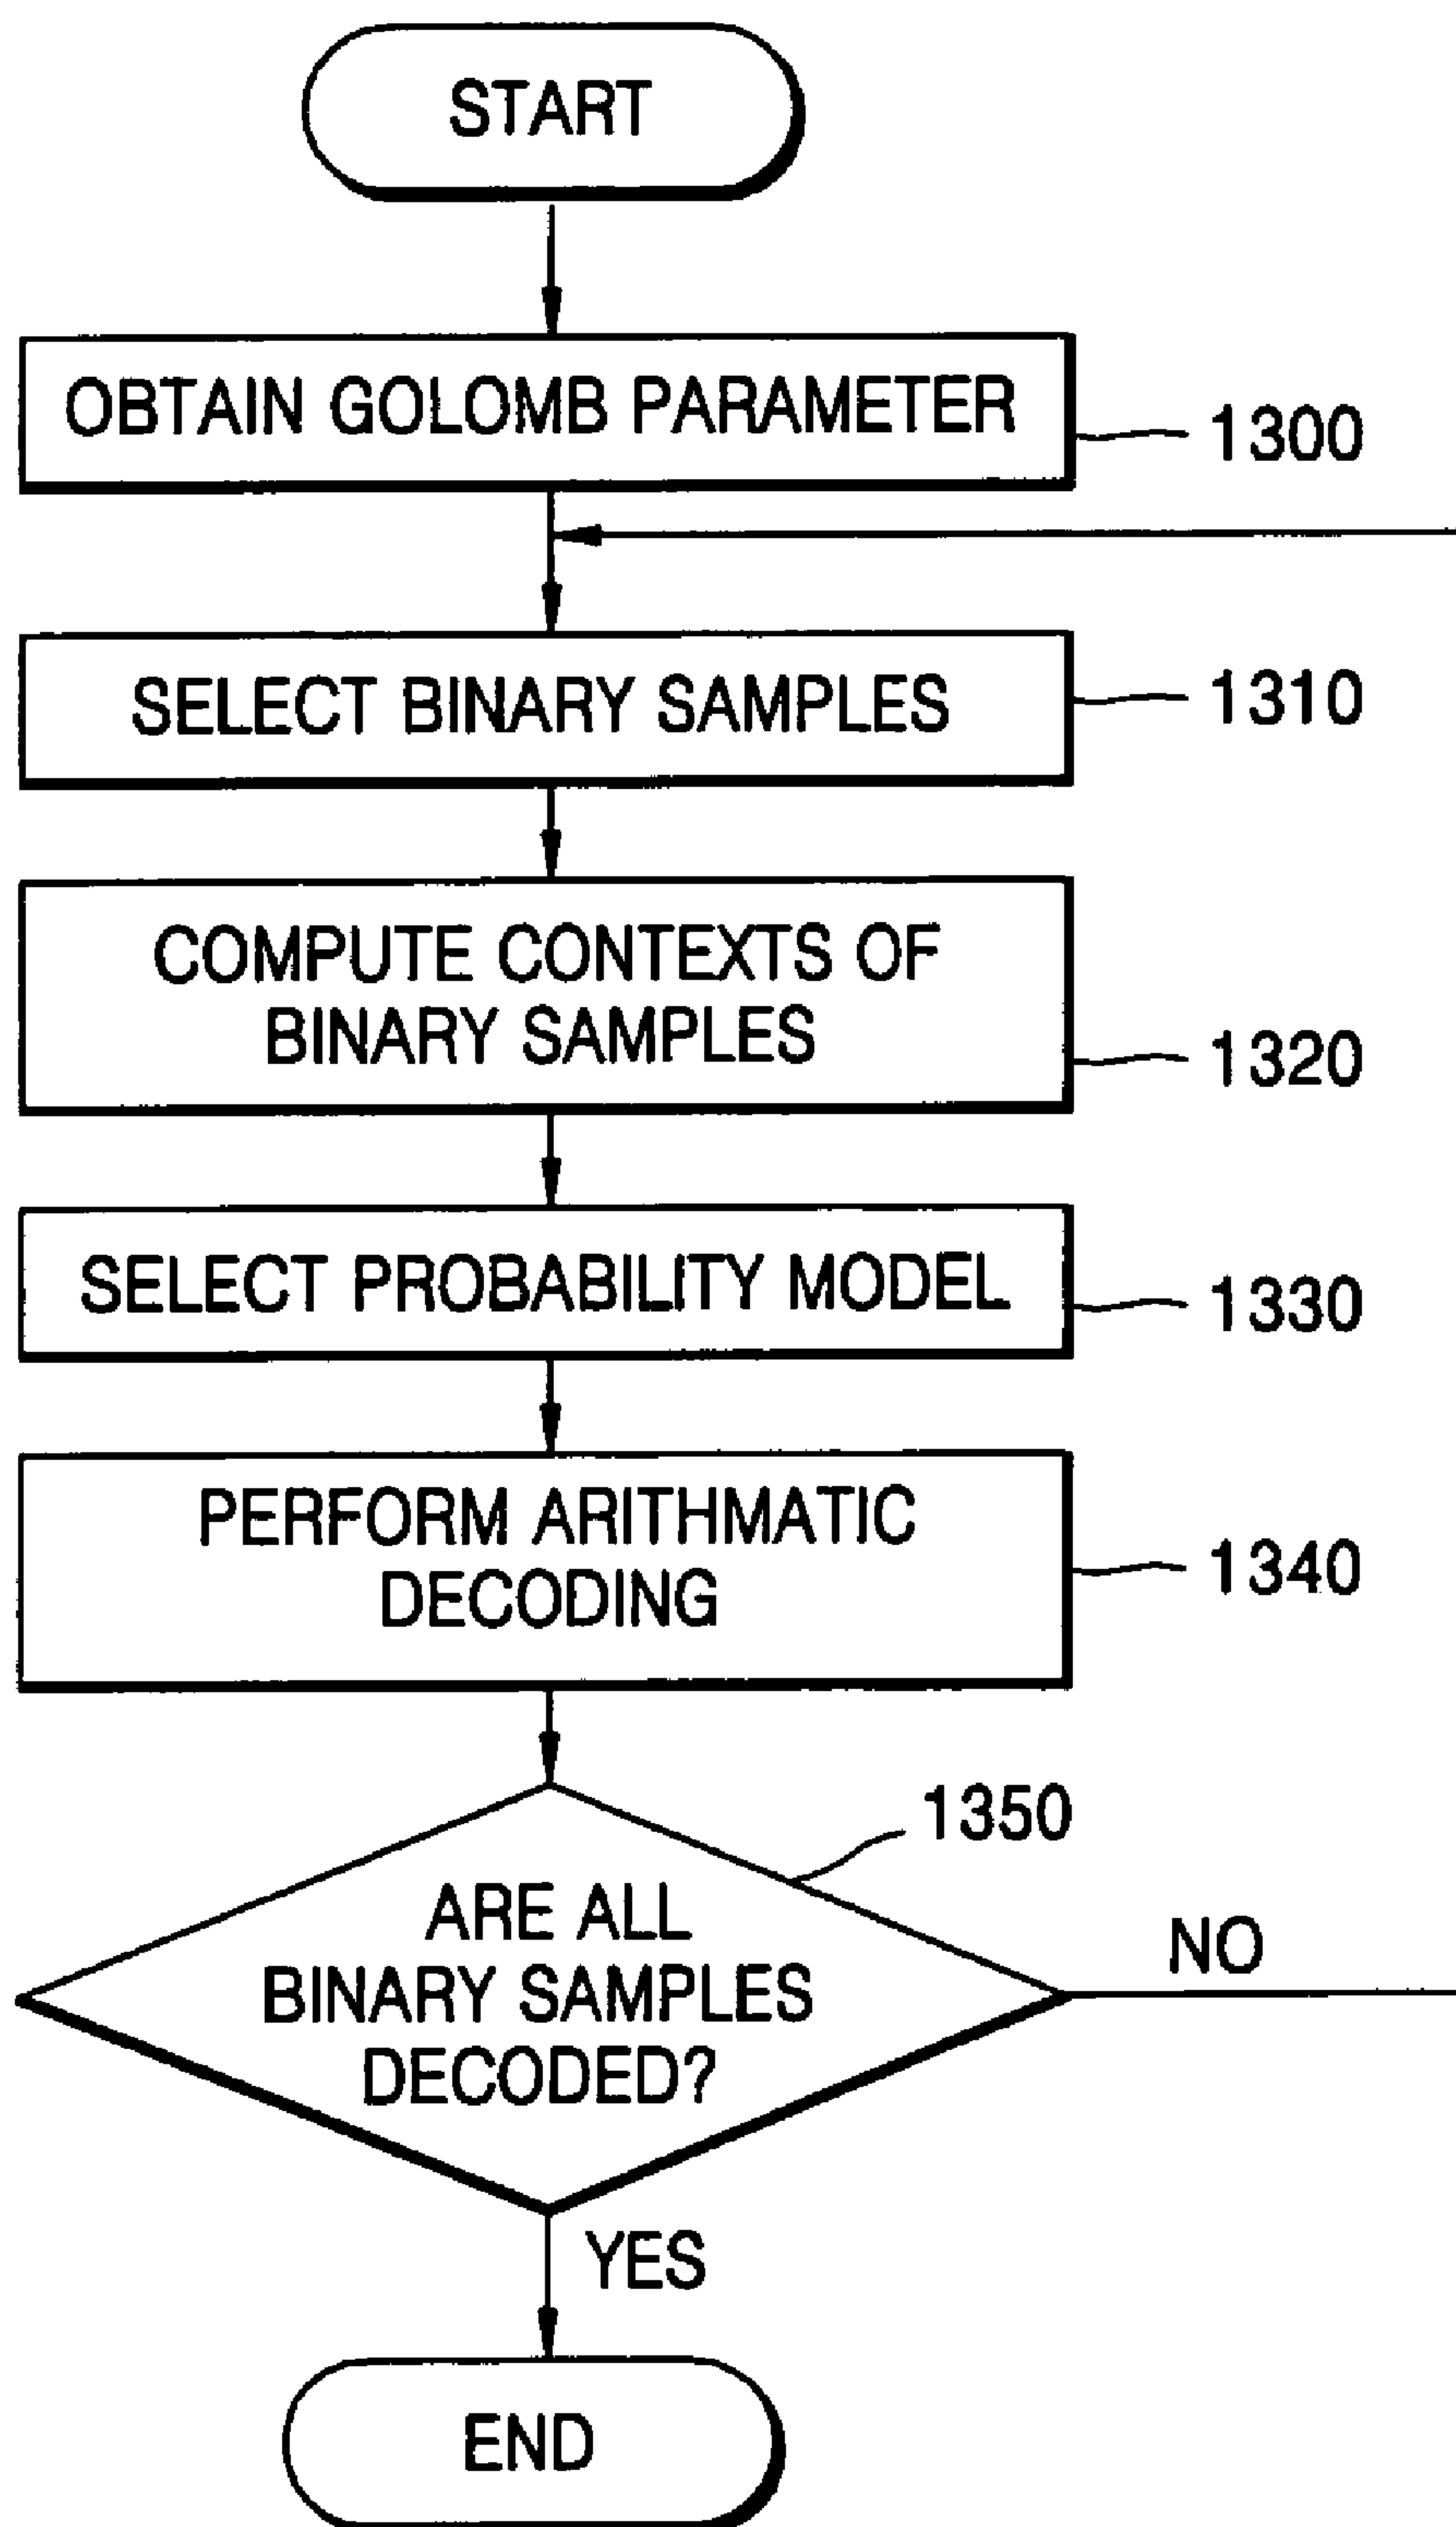 START
OBTAIN GOLOMB PARAMETER
1300
SELECT BINARY SAMPLES
1310
COMPUTE CONTEXTS OF
BINARY SAMPLES
1320
SELECT PROBABILITY MODEL
1330
PERFORM ARITHMATIC
DECODING
1340
1350
ARE ALL
BINARY SAMPLES
DECODED?
NO
YES
END